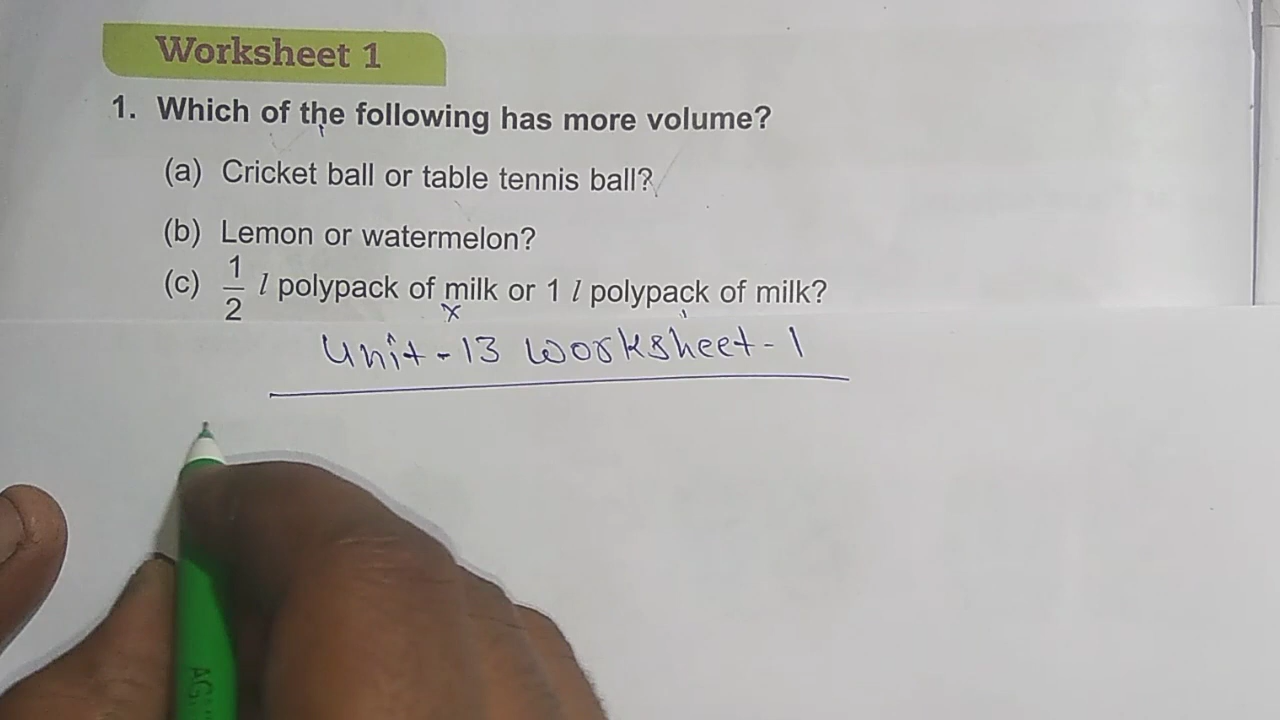 Worksheet 1
1. Which of the following has more volume?
(a) Cricket ball or table tennis ball?
(b) Lemon or watermelon?
(c) 1/2 l polypack of milk or 1 l polypack of milk?
Unit-13 Worksheet-1
AG